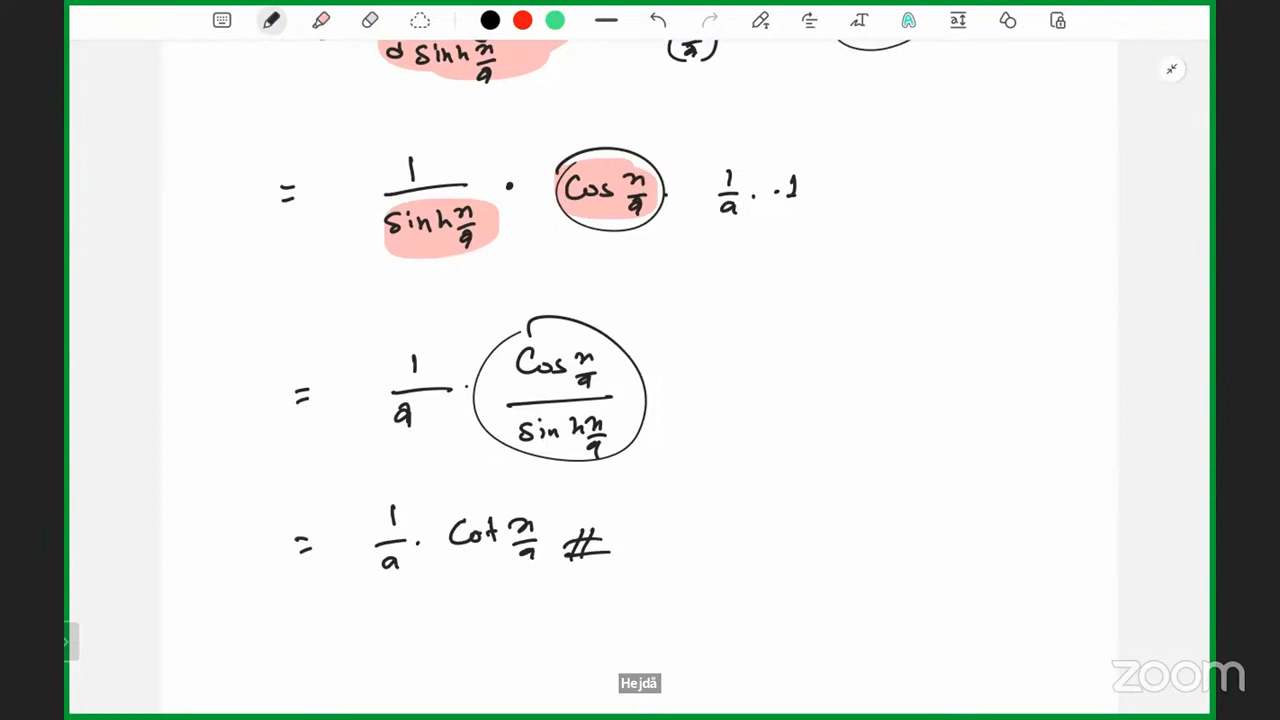 d sinh x/a (x/a)
= 1/sinh x/a · Cos x/a · 1/a · · 1
= 1/a · Cos x/a / sinh x/a
= 1/a · Cot x/a #
Hejdå
zoom